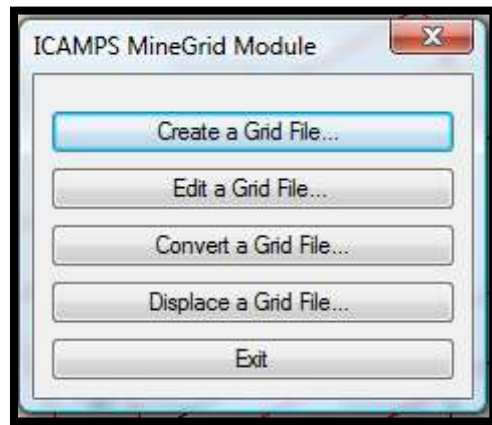 ICAMPS MineGrid Module
Create a Grid File...
Edit a Grid File...
Convert a Grid File...
Displace a Grid File...
Exit